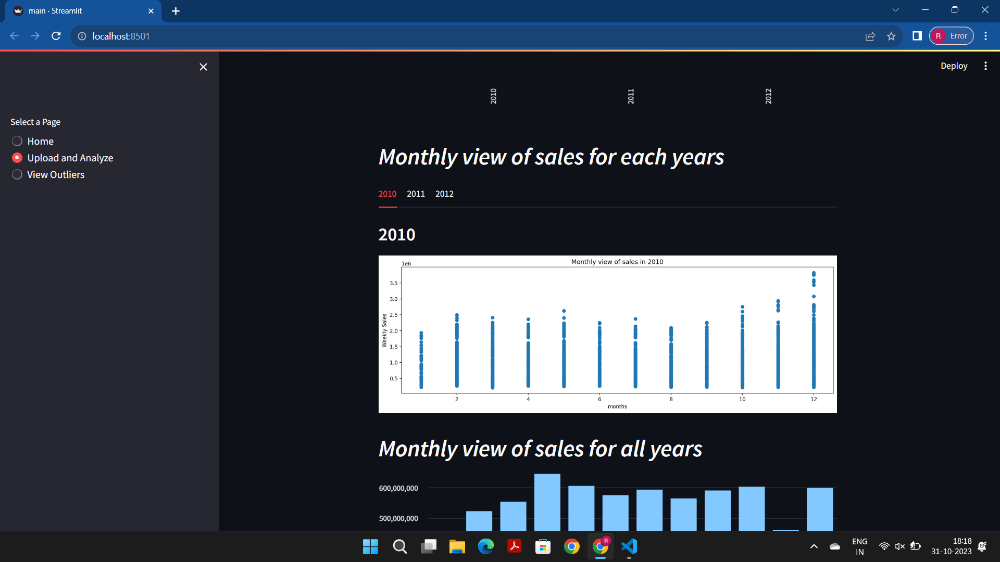 main · Streamlit
localhost:8501
R Error
Deploy
Select a Page
Home
Upload and Analyze
View Outliers
2010 2011 2012
Monthly view of sales for each years
2010 2011 2012
2010
Monthly view of sales in 2010
1e6
3.5
3.0
2.5
2.0
1.5
1.0
0.5
Weekly Sales
2 4 6 8 10 12
months
Monthly view of sales for all years
600,000,000
500,000,000
R
ENG
IN
18:18
31-10-2023